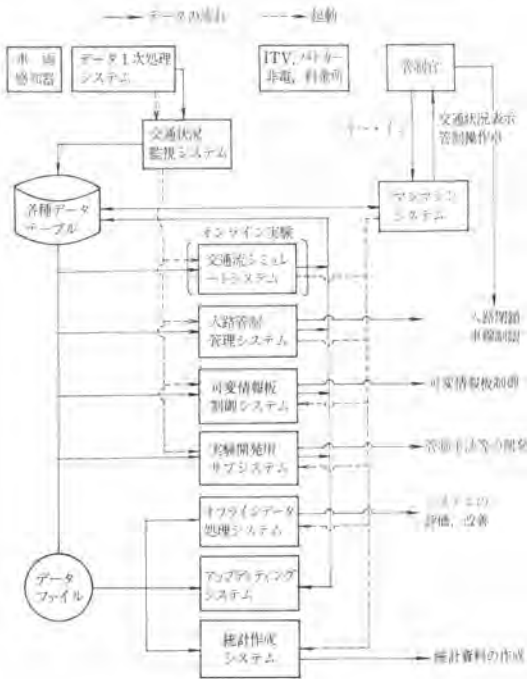 データの流れ
起動
車両
感知器
データ1次処理
システム
ITV,パトカー
非電,料金所
管制官
交通状況
監視システム
キー・イン
交通状況表示
管制操作卓
各種データ
テーブル
マンマシン
システム
オンライン実験
交通流シミュレ
ートシステム
入路管制
管理システム
入路閉鎖
車線制限
可変情報板
制御システム
可変情報板制御
実験開発用
サブシステム
管制手法等の開発
オフラインデータ
処理システム
システムの
評価,改善
データ
ファイル
アップデッティング
システム
統計作成
システム
統計資料の作成